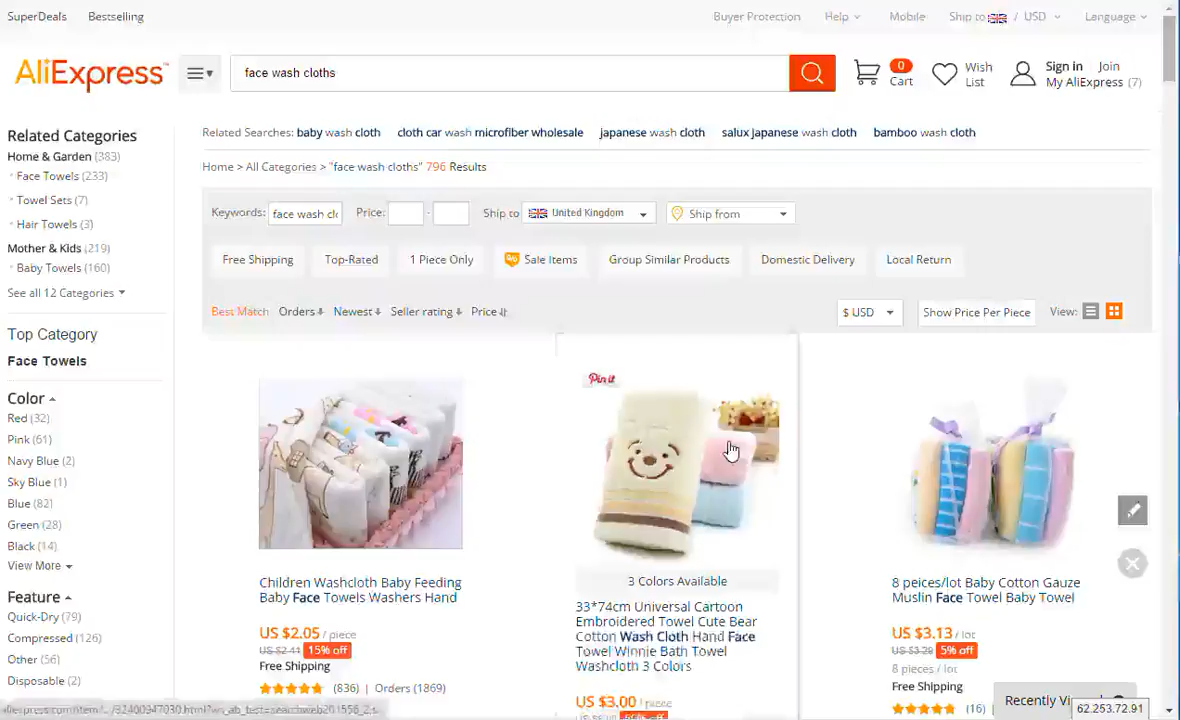 SuperDeals Bestselling Buyer Protection Help Mobile Ship to / USD Language
AliExpress™ face wash cloths 0 Cart Wish List Sign in Join My AliExpress (7)
Related Searches: baby wash cloth cloth car wash microfiber wholesale japanese wash cloth salux japanese wash cloth bamboo wash cloth
Home > All Categories > "face wash cloths" 796 Results
Related Categories
Home & Garden (383)
Face Towels (233)
Towel Sets (7)
Hair Towels (3)
Mother & Kids (219)
Baby Towels (160)
See all 12 Categories
Top Category
Face Towels
Color
Red (32)
Pink (61)
Navy Blue (2)
Sky Blue (1)
Blue (82)
Green (28)
Black (14)
View More
Feature
Quick-Dry (79)
Compressed (126)
Other (56)
Disposable (2)
Keywords: face wash cl Price: - Ship to United Kingdom Ship from
Free Shipping Top-Rated 1 Piece Only % Sale Items Group Similar Products Domestic Delivery Local Return
Best Match Orders Newest Seller rating Price $ USD Show Price Per Piece View:
Children Washcloth Baby Feeding
Baby Face Towels Washers Hand
US $2.05 / piece
US $2.41 15% off
Free Shipping
(836) | Orders (1869)
Pin it
3 Colors Available
33*74cm Universal Cartoon
Embroidered Towel Cute Bear
Cotton Wash Cloth Hand Face
Towel Winnie Bath Towel
Washcloth 3 Colors
US $3.00 / piece
8 peices/lot Baby Cotton Gauze
Muslin Face Towel Baby Towel
US $3.13 / lot
US $3.29 5% off
8 pieces / lot
Free Shipping
(16)
Recently
62.253.72.91